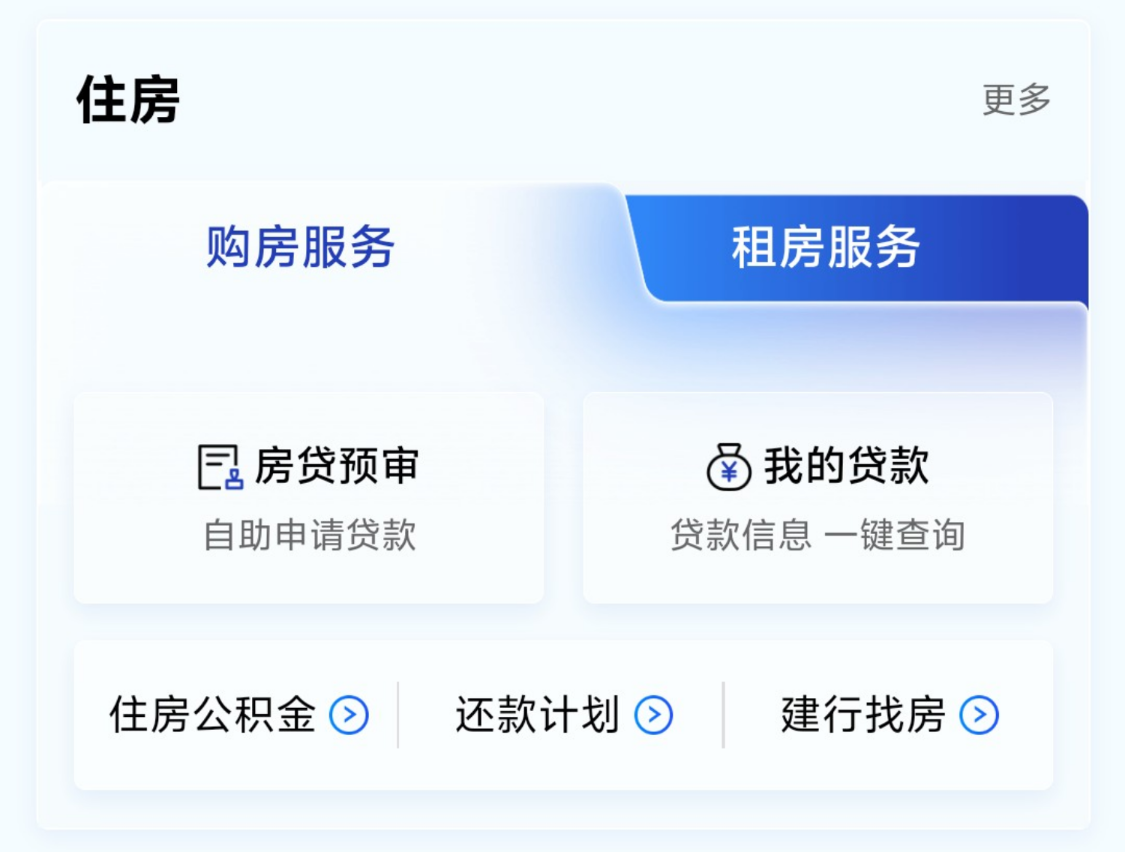 住房
更多
购房服务
租房服务
房贷预审
自助申请贷款
我的贷款
贷款信息 一键查询
住房公积金
还款计划
建行找房